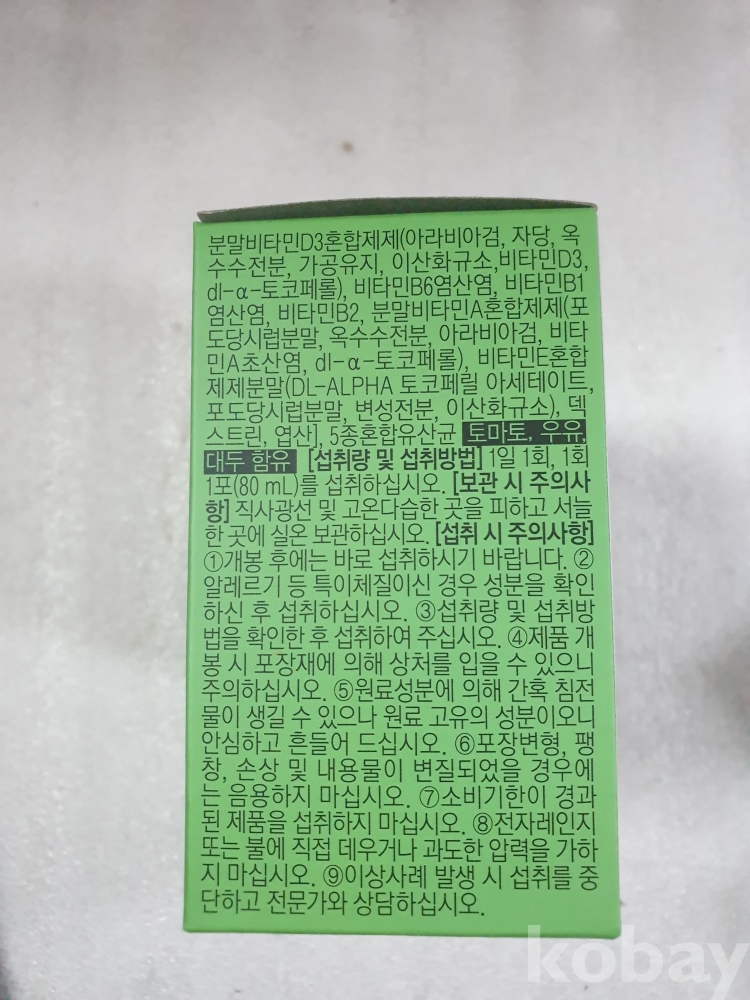 분말비타민D3혼합제제(아라비아검, 자당, 옥
수수전분, 가공유지, 이산화규소,비타민D3,
dl-α-토코페롤), 비타민B6염산염, 비타민B1
염산염, 비타민B2, 분말비타민A혼합제제(포
도당시럽분말, 옥수수전분, 아라비아검, 비타
민A초산염, dl-α-토코페롤), 비타민E혼합
제제분말(DL-ALPHA 토코페릴 아세테이트,
포도당시럽분말, 변성전분, 이산화규소), 덱
스트린, 엽산], 5종혼합유산균 토마토, 우유,
대두 함유 [섭취량 및 섭취방법] 1일 1회, 1회
1포(80 mL)를 섭취하십시오. [보관 시 주의사
항] 직사광선 및 고온다습한 곳을 피하고 서늘
한 곳에 실온 보관하십시오. [섭취 시 주의사항]
①개봉 후에는 바로 섭취하시기 바랍니다. ②
알레르기 등 특이체질이신 경우 성분을 확인
하신 후 섭취하십시오. ③섭취량 및 섭취방
법을 확인한 후 섭취하여 주십시오. ④제품 개
봉 시 포장재에 의해 상처를 입을 수 있으니
주의하십시오. ⑤원료성분에 의해 간혹 침전
물이 생길 수 있으나 원료 고유의 성분이오니
안심하고 흔들어 드십시오. ⑥포장변형, 팽
창, 손상 및 내용물이 변질되었을 경우에
는 음용하지 마십시오. ⑦소비기한이 경과
된 제품을 섭취하지 마십시오. ⑧전자레인지
또는 불에 직접 데우거나 과도한 압력을 가하
지 마십시오. ⑨이상사례 발생 시 섭취를 중
단하고 전문가와 상담하십시오.
kobay